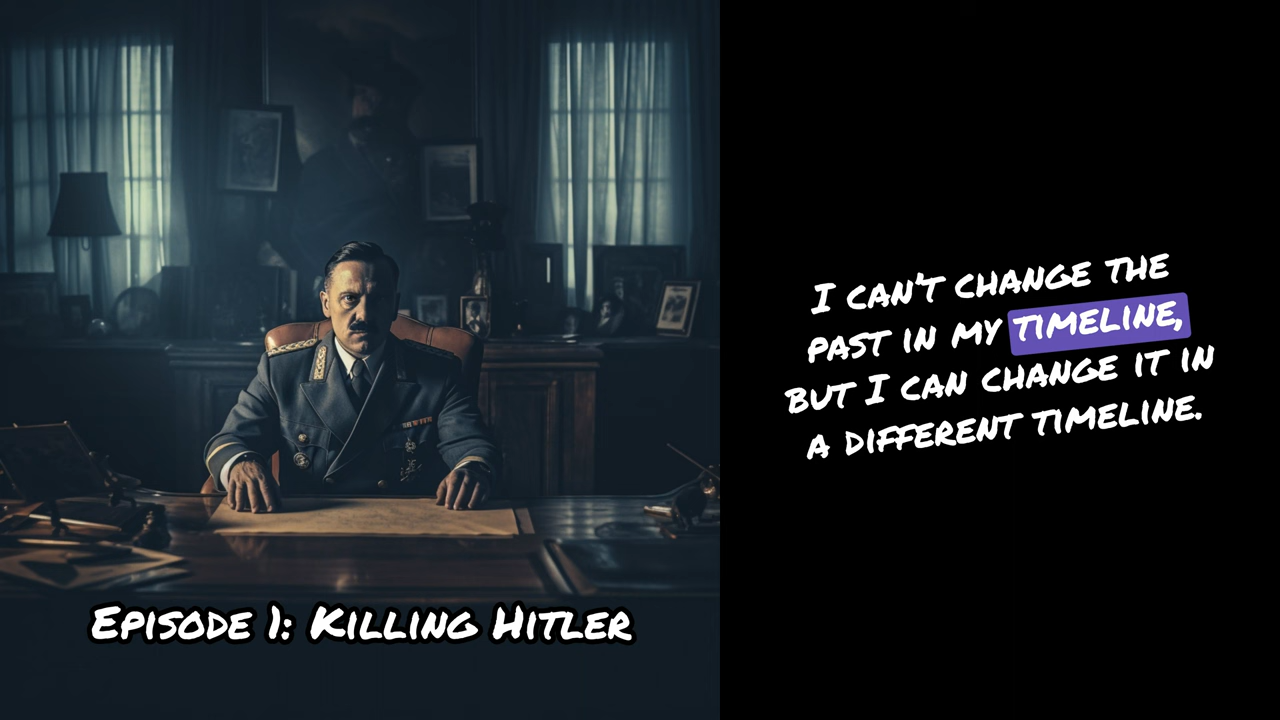 Episode 1: Killing Hitler
I can't change the
past in my timeline,
but I can change it in
a different timeline.